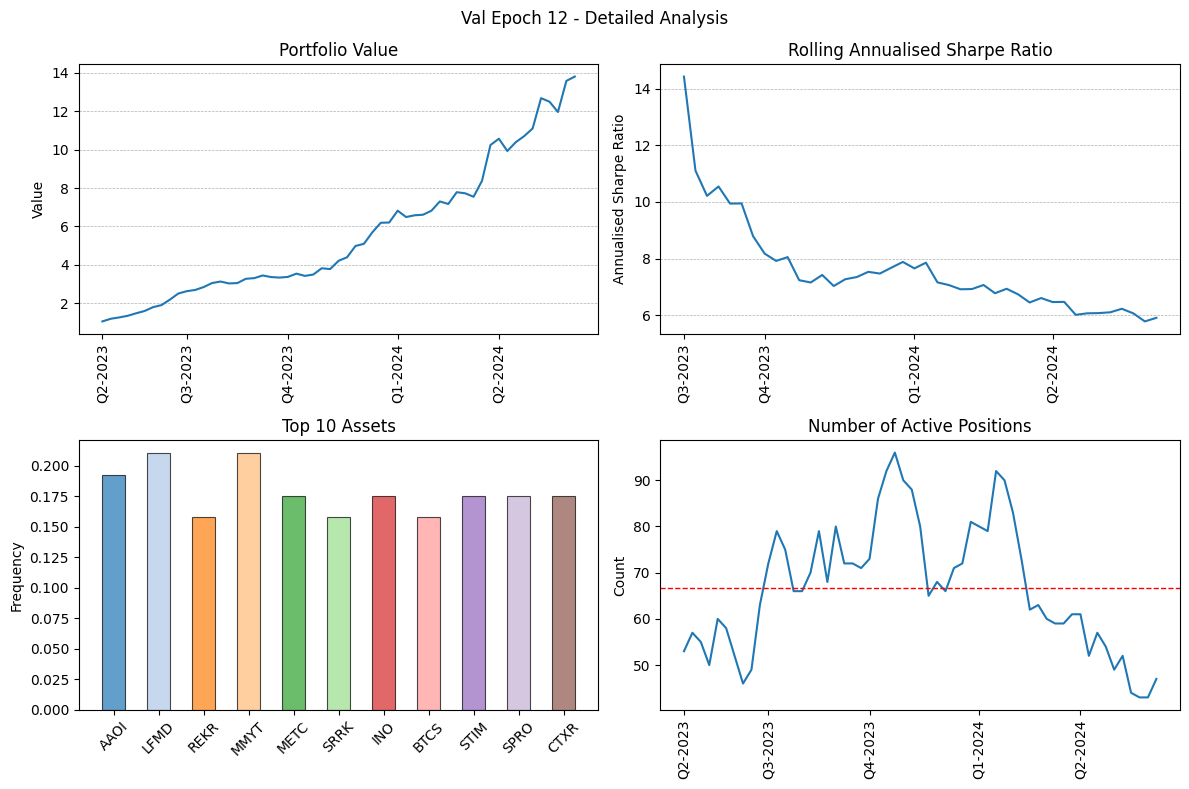 Val Epoch 12 - Detailed Analysis
Portfolio Value
Value
14
12
10
8
6
4
2
Q2-2023
Q3-2023
Q4-2023
Q1-2024
Q2-2024
Rolling Annualised Sharpe Ratio
Annualised Sharpe Ratio
14
12
10
8
6
Q3-2023
Q4-2023
Q1-2024
Q2-2024
Top 10 Assets
Frequency
0.200
0.175
0.150
0.125
0.100
0.075
0.050
0.025
0.000
AAOI
LFMD
REKR
MMYT
METC
SRRK
INO
BTCS
STIM
SPRO
CTXR
Number of Active Positions
Count
90
80
70
60
50
Q2-2023
Q3-2023
Q4-2023
Q1-2024
Q2-2024